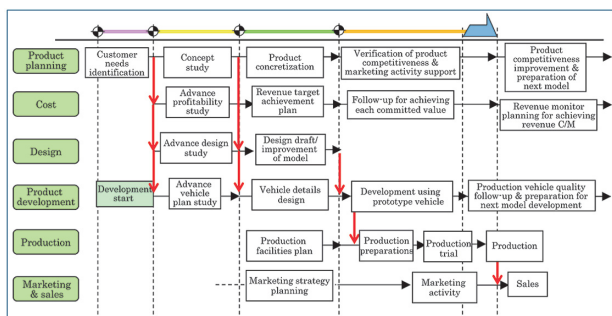 Product
planning
Customer
needs
identification
Concept
study
Product
concretization
Verification of product
competitiveness &
marketing activity support
Product
competitiveness
improvement &
preparation of
next model
Cost
Advance
profitability
study
Revenue target
achievement
plan
Follow-up for achieving
each committed value
Revenue monitor
planning for achieving
revenue C/M
Design
Advance design
study
Design draft/
improvement
of model
Product
development
Development
start
Advance
vehicle
plan study
Vehicle details
design
Development using
prototype vehicle
Production vehicle quality
follow-up & preparation for
next model development
Production
Production
facilities plan
Production
preparations
Production
trial
Production
Marketing
& sales
Marketing strategy
planning
Marketing
activity
Sales